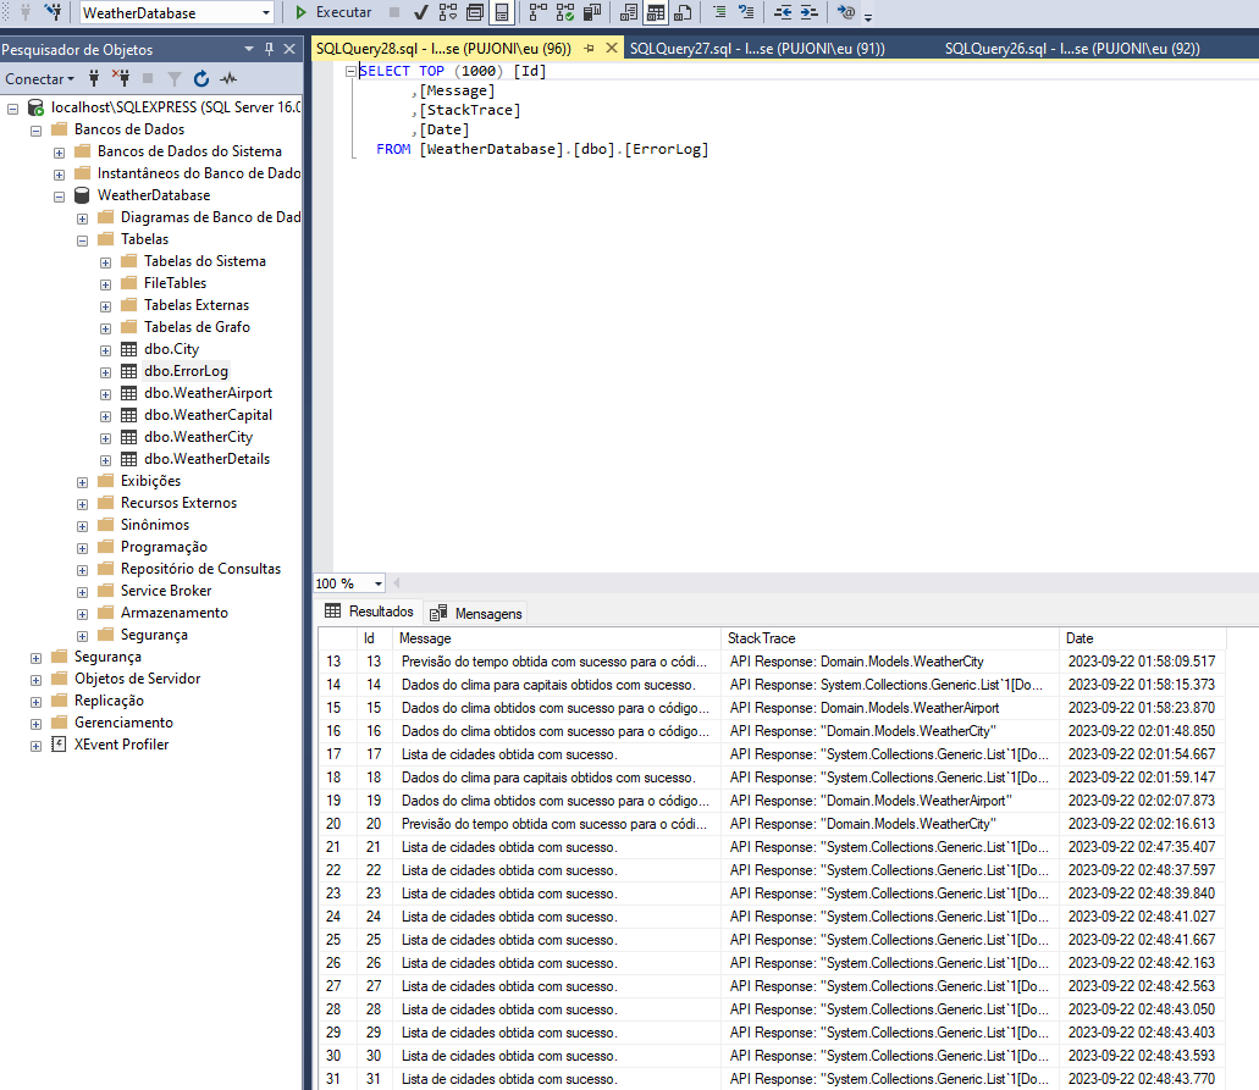 WeatherDatabase Executar
Pesquisador de Objetos
SQLQuery28.sql - l...se (PUJONI\eu (96)) SQLQuery27.sql - l...se (PUJONI\eu (91)) SQLQuery26.sql - l...se (PUJONI\eu (92))
Conectar
localhost\SQLEXPRESS (SQL Server 16.0
Bancos de Dados
Bancos de Dados do Sistema
Instantâneos do Banco de Dado
WeatherDatabase
Diagramas de Banco de Dad
Tabelas
Tabelas do Sistema
FileTables
Tabelas Externas
Tabelas de Grafo
dbo.City
dbo.ErrorLog
dbo.WeatherAirport
dbo.WeatherCapital
dbo.WeatherCity
dbo.WeatherDetails
Exibições
Recursos Externos
Sinônimos
Programação
Repositório de Consultas
Service Broker
Armazenamento
Segurança
Segurança
Objetos de Servidor
Replicação
Gerenciamento
XEvent Profiler
SELECT TOP (1000) [Id]
,[Message]
,[StackTrace]
,[Date]
FROM [WeatherDatabase].[dbo].[ErrorLog]
100 %
Resultados Mensagens
Id Message StackTrace Date
13 13 Previsão do tempo obtida com sucesso para o códi... API Response: Domain.Models.WeatherCity 2023-09-22 01:58:09.517
14 14 Dados do clima para capitais obtidos com sucesso. API Response: System.Collections.Generic.List`1[Do... 2023-09-22 01:58:15.373
15 15 Dados do clima obtidos com sucesso para o código... API Response: Domain.Models.WeatherAirport 2023-09-22 01:58:23.870
16 16 Dados do clima obtidos com sucesso para o código... API Response: "Domain.Models.WeatherCity" 2023-09-22 02:01:48.850
17 17 Lista de cidades obtida com sucesso. API Response: "System.Collections.Generic.List`1[Do... 2023-09-22 02:01:54.667
18 18 Dados do clima para capitais obtidos com sucesso. API Response: "System.Collections.Generic.List`1[Do... 2023-09-22 02:01:59.147
19 19 Dados do clima obtidos com sucesso para o código... API Response: "Domain.Models.WeatherAirport" 2023-09-22 02:02:07.873
20 20 Previsão do tempo obtida com sucesso para o códi... API Response: "Domain.Models.WeatherCity" 2023-09-22 02:02:16.613
21 21 Lista de cidades obtida com sucesso. API Response: "System.Collections.Generic.List`1[Do... 2023-09-22 02:47:35.407
22 22 Lista de cidades obtida com sucesso. API Response: "System.Collections.Generic.List`1[Do... 2023-09-22 02:48:37.597
23 23 Lista de cidades obtida com sucesso. API Response: "System.Collections.Generic.List`1[Do... 2023-09-22 02:48:39.840
24 24 Lista de cidades obtida com sucesso. API Response: "System.Collections.Generic.List`1[Do... 2023-09-22 02:48:41.027
25 25 Lista de cidades obtida com sucesso. API Response: "System.Collections.Generic.List`1[Do... 2023-09-22 02:48:41.667
26 26 Lista de cidades obtida com sucesso. API Response: "System.Collections.Generic.List`1[Do... 2023-09-22 02:48:42.163
27 27 Lista de cidades obtida com sucesso. API Response: "System.Collections.Generic.List`1[Do... 2023-09-22 02:48:42.563
28 28 Lista de cidades obtida com sucesso. API Response: "System.Collections.Generic.List`1[Do... 2023-09-22 02:48:43.050
29 29 Lista de cidades obtida com sucesso. API Response: "System.Collections.Generic.List`1[Do... 2023-09-22 02:48:43.403
30 30 Lista de cidades obtida com sucesso. API Response: "System.Collections.Generic.List`1[Do... 2023-09-22 02:48:43.593
31 31 Lista de cidades obtida com sucesso. API Response: "System.Collections.Generic.List`1[Do... 2023-09-22 02:48:43.770